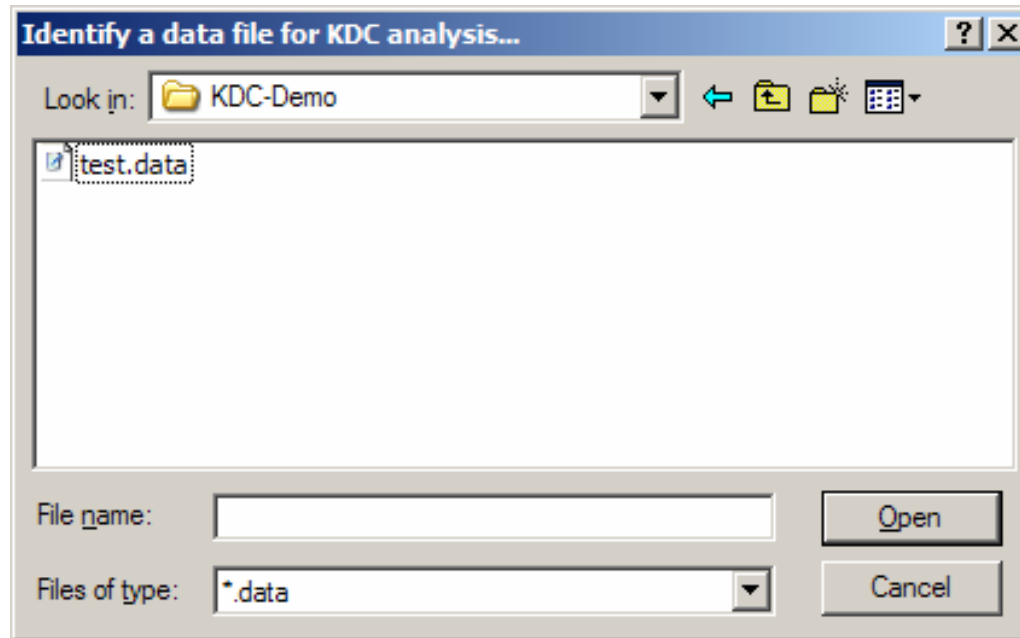 Identify a data file for KDC analysis...
Look in: KDC-Demo
test.data
File name:
Open
Files of type: *.data
Cancel